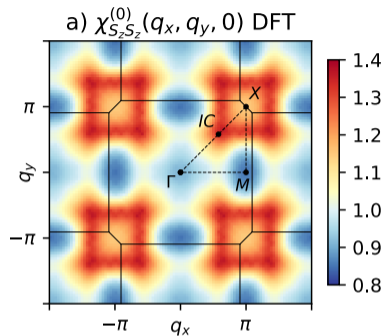 a) χ^{(0)}_{S_zS_z}(q_x, q_y, 0) DFT
π
−π
q_y
X
IC
Γ
M
−π
q_x
π
1.4
1.3
1.2
1.1
1.0
0.9
0.8